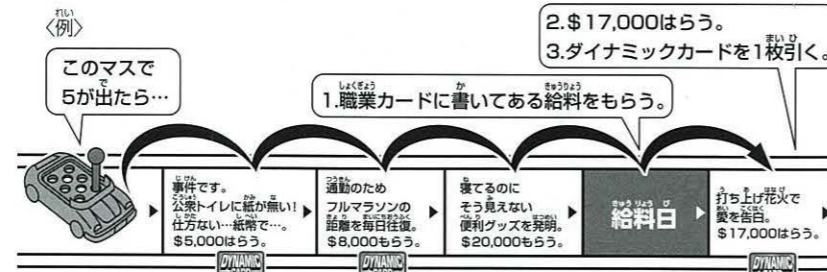 〈例〉
このマスで
5が出たら…
1.職業カードに書いてある給料をもらう。
2.$17,000はらう。
3.ダイナミックカードを1枚引く。
事件です。
公衆トイレに紙が無い!
仕方ない…紙幣で…。
$5,000はらう。
通勤のため
フルマラソンの
距離を毎日往復。
$8,000もらう。
寝てるのに
そう見えない
便利グッズを発明。
$20,000もらう。
給料日
打ち上げ花火で
愛を告白。
$17,000はらう。
DYNAMIC
DYNAMIC
DYNAMIC